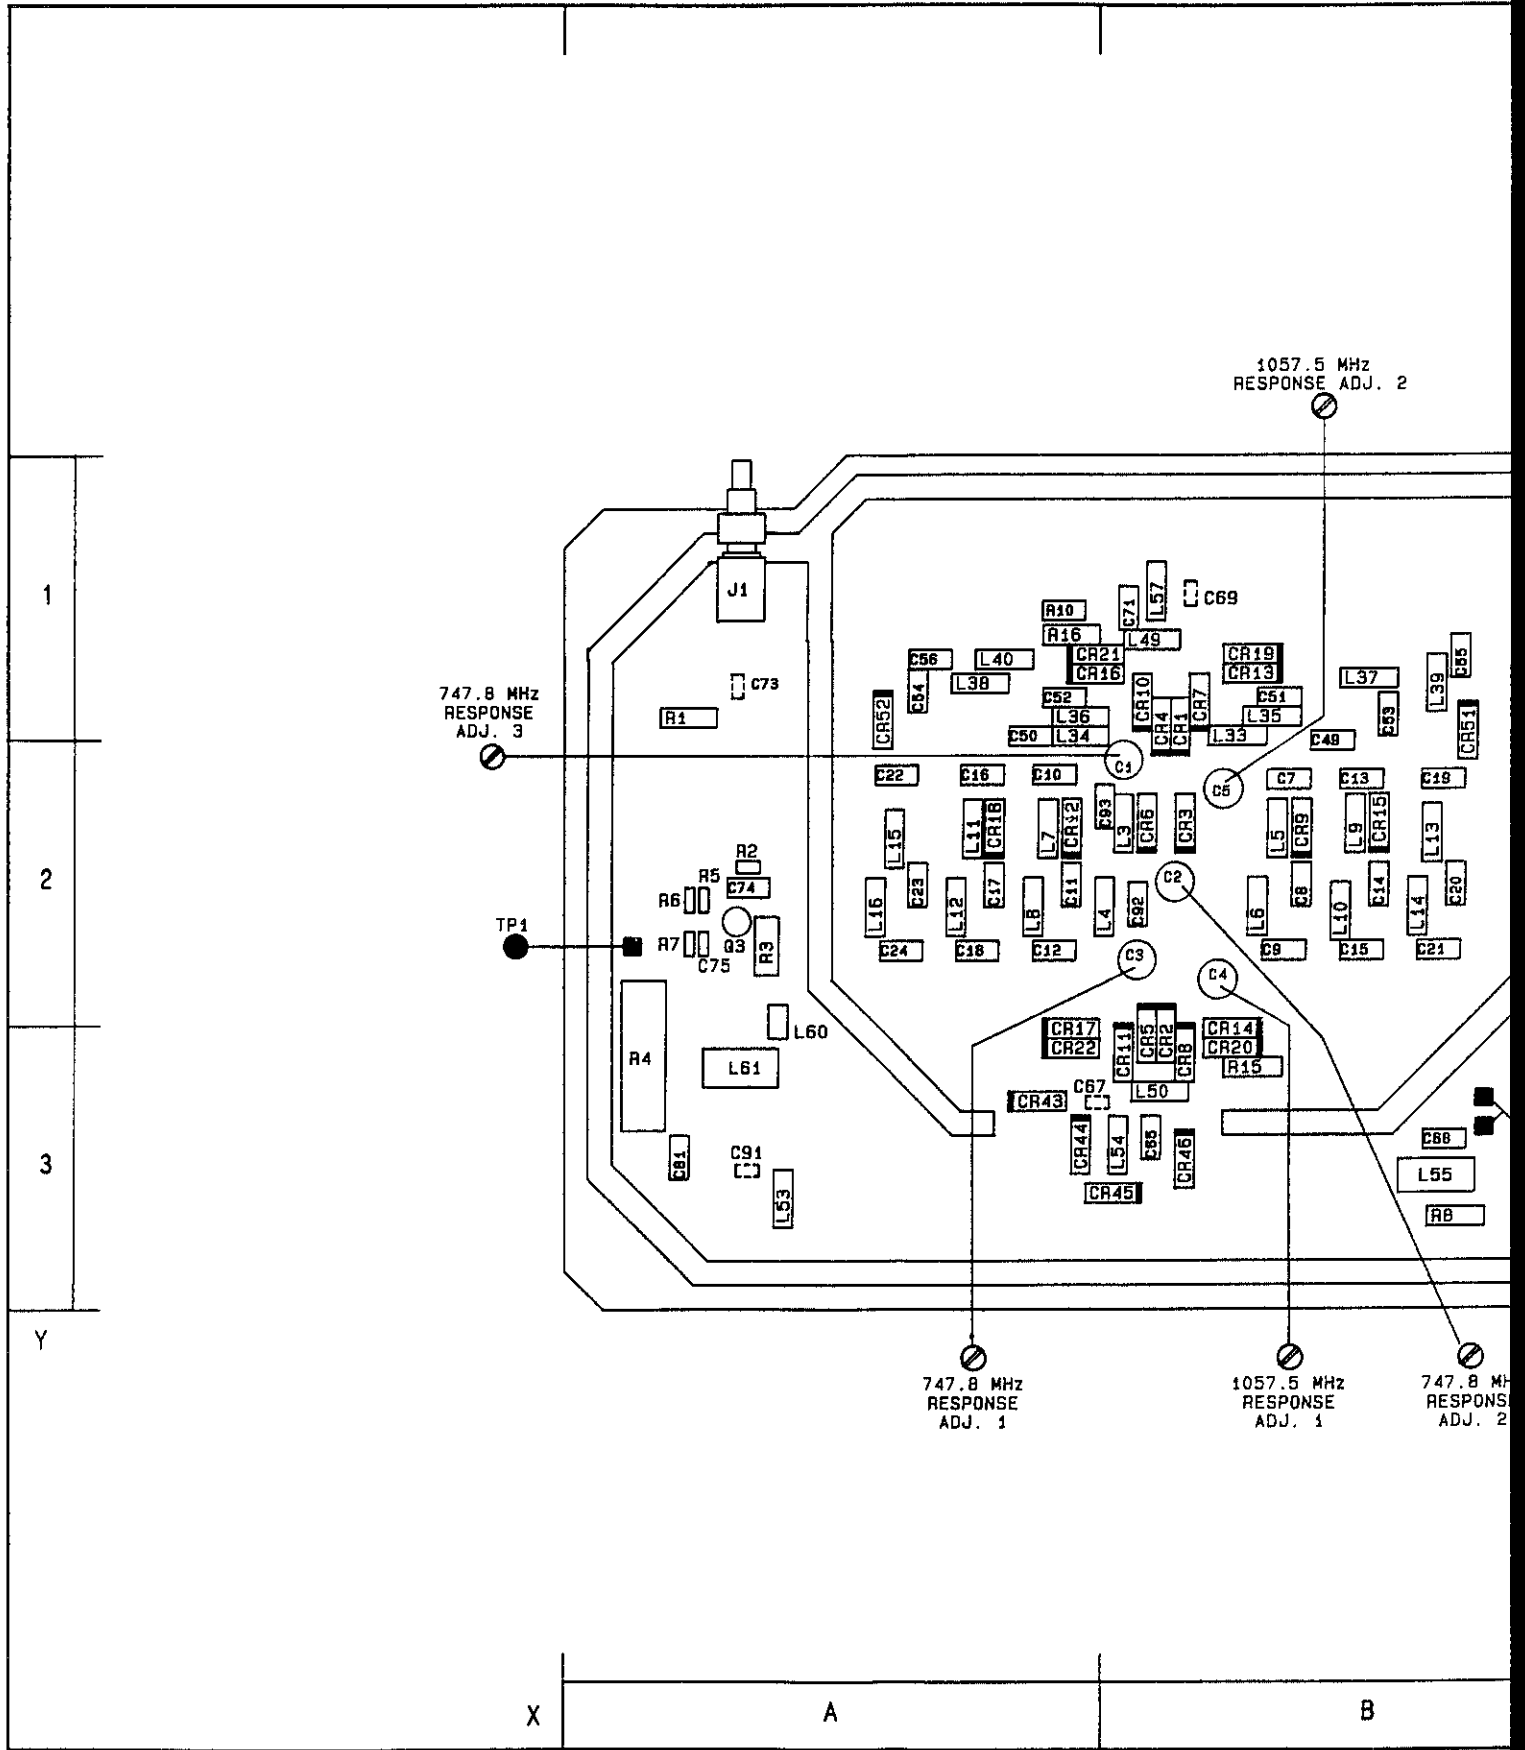 1057.5 MHz
RESPONSE ADJ. 2
1
J1
L57
C69
C71
R10
R16
L49
CR21
CR16
CR19
CR13
C56
L40
L38
C54
C55
L37
L39
747.8 MHz
RESPONSE
ADJ. 3
C73
R1
CR52
C52
L36
C50
L34
CR10
CR4
CR1
CR7
C51
L35
L33
C49
C53
CR51
C1
C5
C22
C16
C10
C7
C13
C19
L15
L11
CR18
L7
CR12
C93
L3
CR6
CR3
L5
CR9
L9
CR15
L13
2
R2
R5
C74
R6
L16
C23
L12
C17
L8
C11
L4
C92
C2
L6
C8
L10
C14
L14
C20
TP1
R7
C75
Q3
R3
C24
C18
C12
C3
C4
C9
C15
C21
R4
L60
L61
CR17
CR22
CR11
CR5
CR2
CR8
CR14
CR20
R15
CR43
C67
L50
3
C81
C91
L53
CR44
L54
C65
CR46
CR45
C68
L55
R8
Y
747.8 MHz
RESPONSE
ADJ. 1
1057.5 MHz
RESPONSE
ADJ. 1
747.8 MH
RESPONS
ADJ. 2
X
A
B